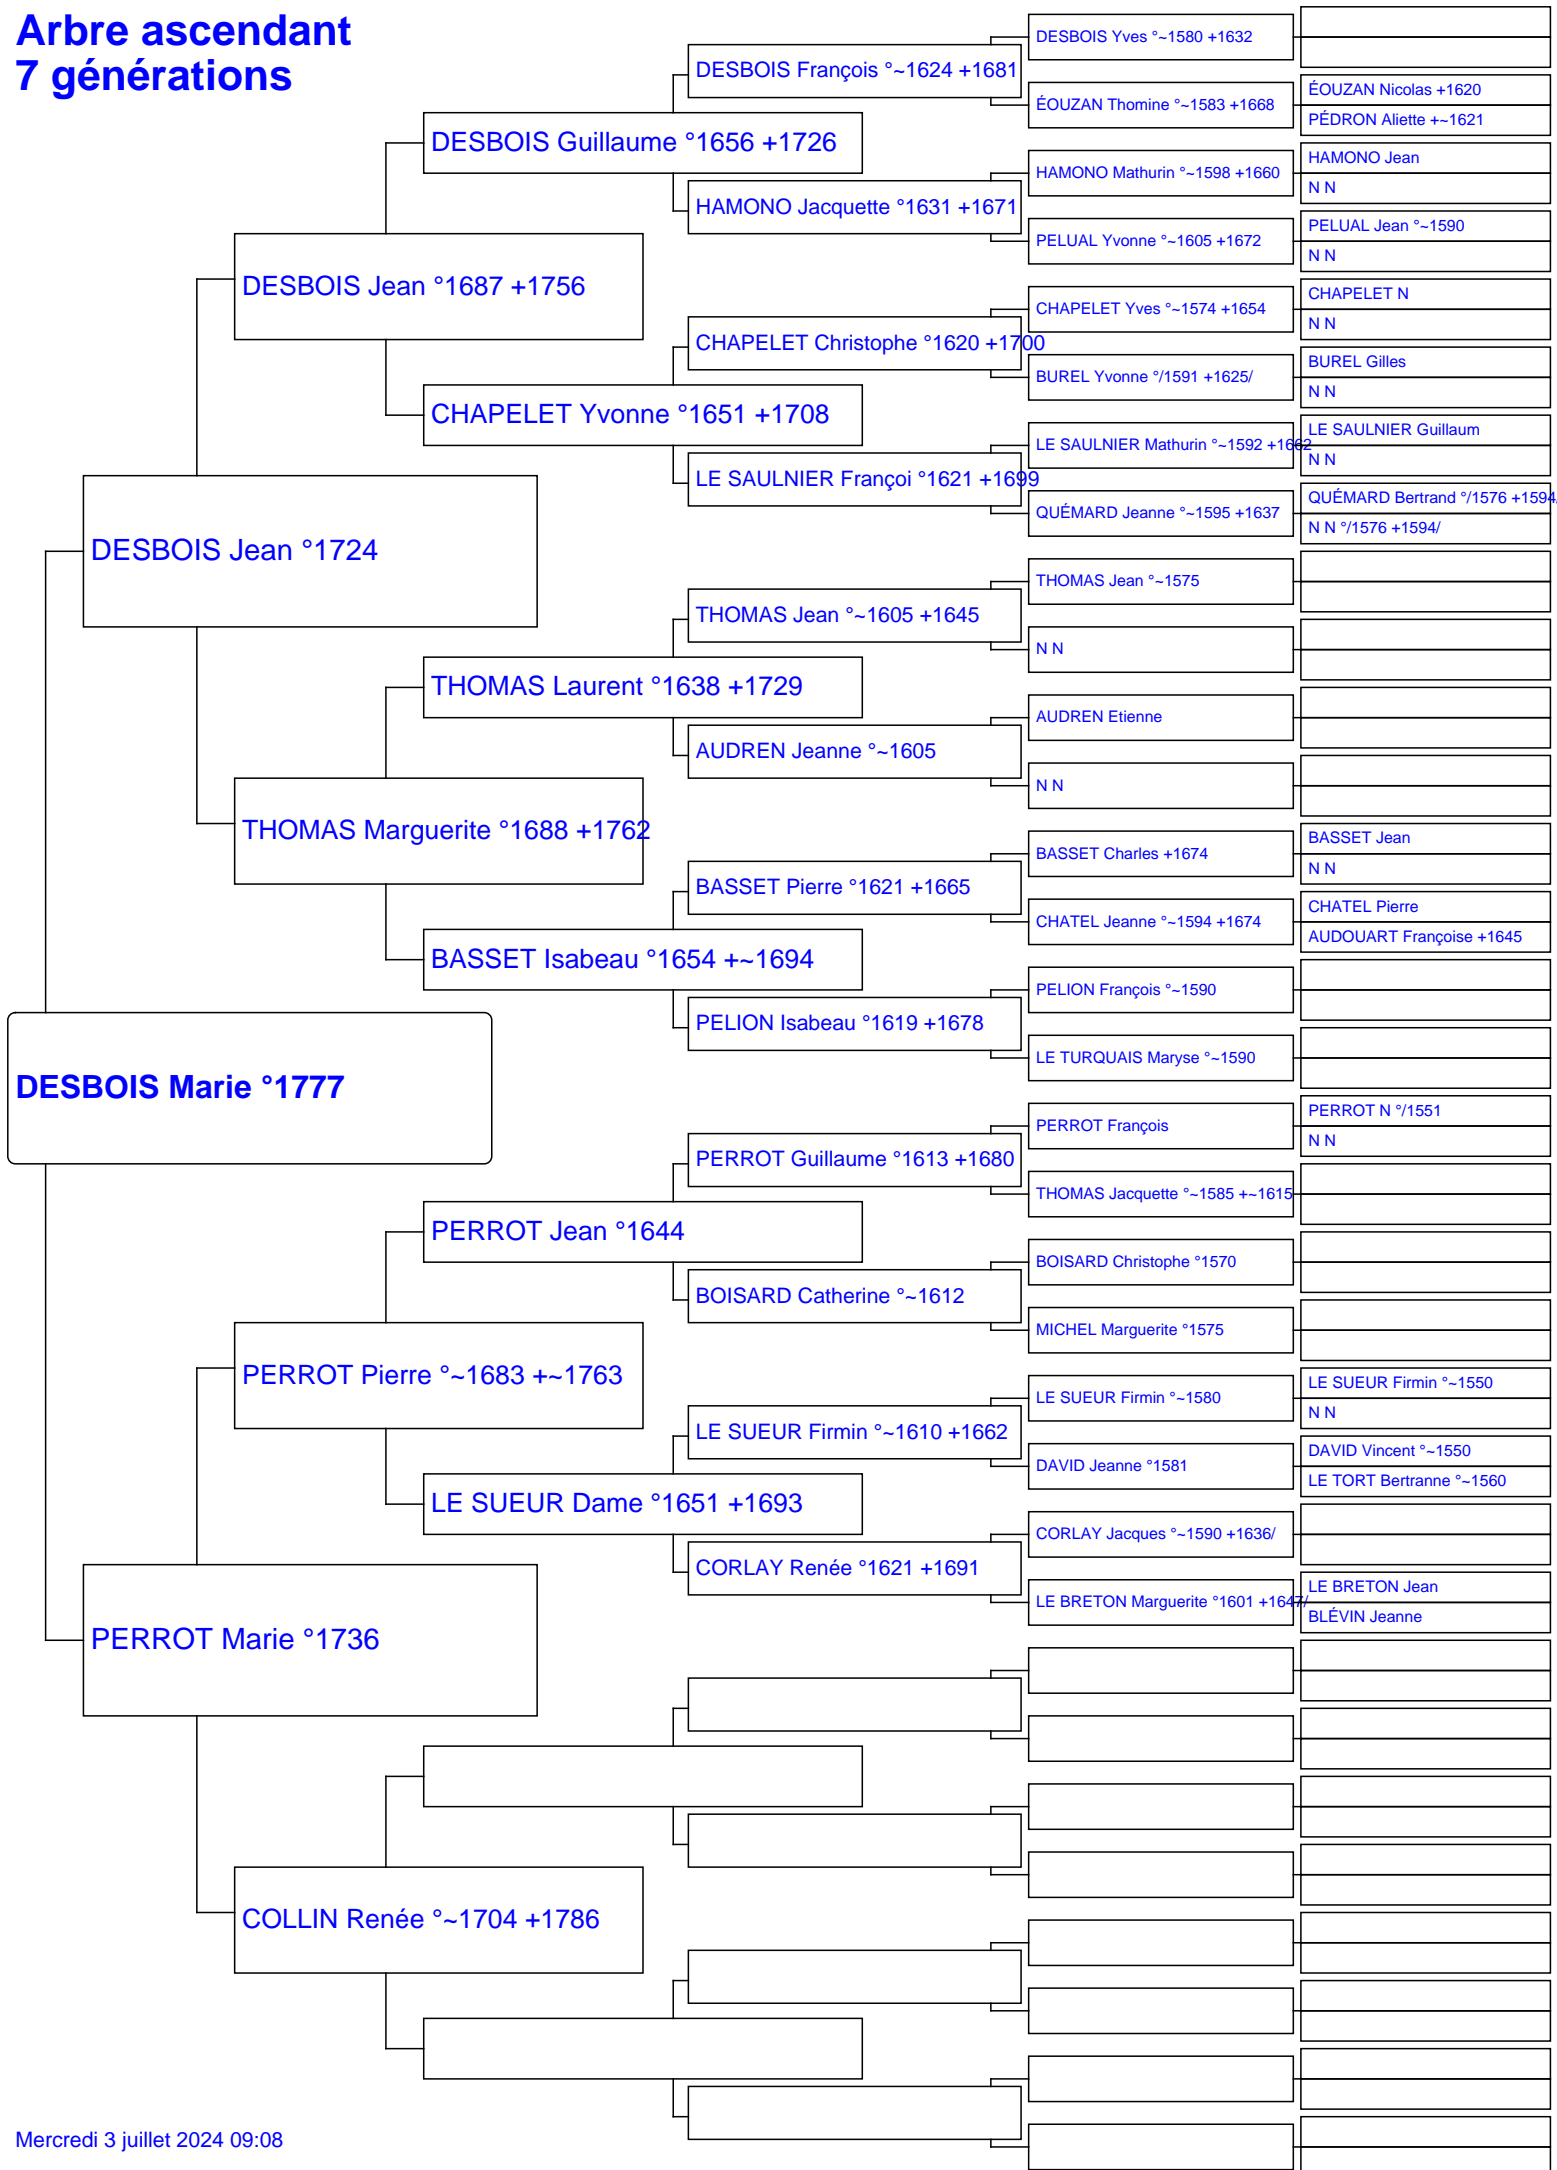 Arbre ascendant
7 générations
DESBOIS Marie °1777
DESBOIS Jean °1724
PERROT Marie °1736
DESBOIS Jean °1687 +1756
THOMAS Marguerite °1688 +1762
PERROT Pierre °~1683 +~1763
COLLIN Renée °~1704 +1786
DESBOIS Guillaume °1656 +1726
CHAPELET Yvonne °1651 +1708
THOMAS Laurent °1638 +1729
BASSET Isabeau °1654 +~1694
PERROT Jean °1644
LE SUEUR Dame °1651 +1693
DESBOIS François °~1624 +1681
HAMONO Jacquette °1631 +1671
CHAPELET Christophe °1620 +1700
LE SAULNIER Françoi °1621 +1699
THOMAS Jean °~1605 +1645
AUDREN Jeanne °~1605
BASSET Pierre °1621 +1665
PELION Isabeau °1619 +1678
PERROT Guillaume °1613 +1680
BOISARD Catherine °~1612
LE SUEUR Firmin °~1610 +1662
CORLAY Renée °1621 +1691
DESBOIS Yves °~1580 +1632
ÉOUZAN Thomine °~1583 +1668
HAMONO Mathurin °~1598 +1660
PELUAL Yvonne °~1605 +1672
CHAPELET Yves °~1574 +1654
BUREL Yvonne °/1591 +1625/
LE SAULNIER Mathurin °~1592 +1662
QUÉMARD Jeanne °~1595 +1637
THOMAS Jean °~1575
N N
AUDREN Etienne
N N
BASSET Charles +1674
CHATEL Jeanne °~1594 +1674
PELION François °~1590
LE TURQUAIS Maryse °~1590
PERROT François
THOMAS Jacquette °~1585 +~1615
BOISARD Christophe °1570
MICHEL Marguerite °1575
LE SUEUR Firmin °~1580
DAVID Jeanne °1581
CORLAY Jacques °~1590 +1636/
LE BRETON Marguerite °1601 +1647/
ÉOUZAN Nicolas +1620
PÉDRON Aliette +~1621
HAMONO Jean
N N
PELUAL Jean °~1590
N N
CHAPELET N
N N
BUREL Gilles
N N
LE SAULNIER Guillaum
N N
QUÉMARD Bertrand °/1576 +1594/
N N °/1576 +1594/
BASSET Jean
N N
CHATEL Pierre
AUDOUART Françoise +1645
PERROT N °/1551
N N
LE SUEUR Firmin °~1550
N N
DAVID Vincent °~1550
LE TORT Bertranne °~1560
LE BRETON Jean
BLÉVIN Jeanne
Mercredi 3 juillet 2024 09:08